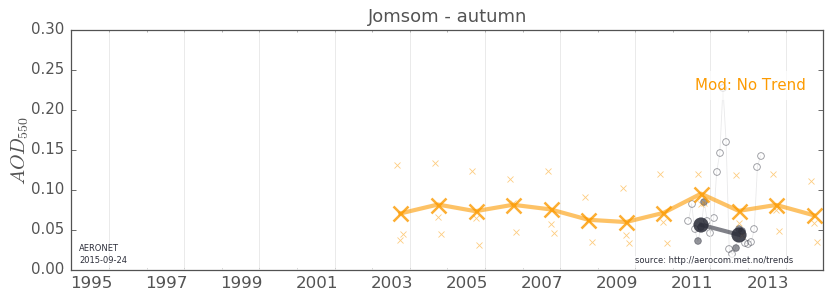 Jomsom - autumn
0.30
0.25
0.20
0.15
0.10
0.05
0.00
AOD550
Mod: No Trend
AERONET
2015-09-24
source: http://aerocom.met.no/trends
1995 1997 1999 2001 2003 2005 2007 2009 2011 2013